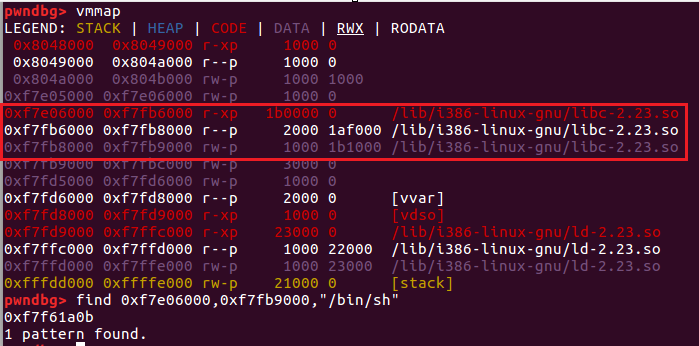 pwndbg> vmmap
LEGEND: STACK | HEAP | CODE | DATA | RWX | RODATA
0x8048000 0x8049000 r-xp 1000 0
0x8049000 0x804a000 r--p 1000 0
0x804a000 0x804b000 rw-p 1000 1000
0xf7e05000 0xf7e06000 rw-p 1000 0
0xf7e06000 0xf7fb6000 r-xp 1b0000 0 /lib/i386-linux-gnu/libc-2.23.so
0xf7fb6000 0xf7fb8000 r--p 2000 1af000 /lib/i386-linux-gnu/libc-2.23.so
0xf7fb8000 0xf7fb9000 rw-p 1000 1b1000 /lib/i386-linux-gnu/libc-2.23.so
0xf7fb9000 0xf7fbc000 rw-p 3000 0
0xf7fd5000 0xf7fd6000 rw-p 1000 0
0xf7fd6000 0xf7fd8000 r--p 2000 0 [vvar]
0xf7fd8000 0xf7fd9000 r-xp 1000 0 [vdso]
0xf7fd9000 0xf7ffc000 r-xp 23000 0 /lib/i386-linux-gnu/ld-2.23.so
0xf7ffc000 0xf7ffd000 r--p 1000 22000 /lib/i386-linux-gnu/ld-2.23.so
0xf7ffd000 0xf7ffe000 rw-p 1000 23000 /lib/i386-linux-gnu/ld-2.23.so
0xfffdd000 0xffffe000 rw-p 21000 0 [stack]
pwndbg> find 0xf7e06000,0xf7fb9000,"/bin/sh"
0xf7f61a0b
1 pattern found.